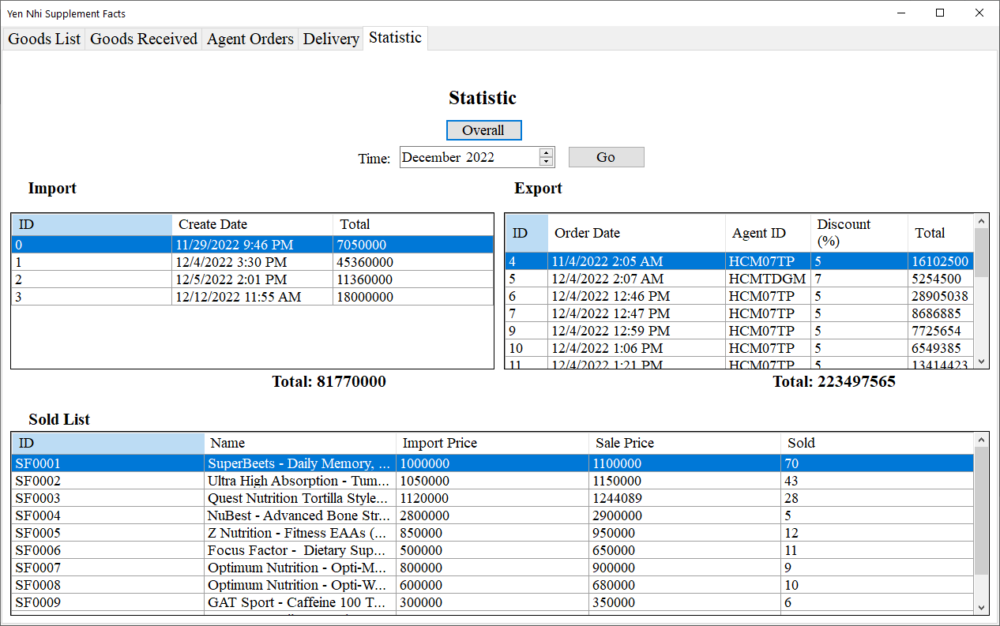 Yen Nhi Supplement Facts
Goods List Goods Received Agent Orders Delivery Statistic
Statistic
Overall
Time: December 2022 Go
Import Export
ID Create Date Total
0 11/29/2022 9:46 PM 7050000
1 12/4/2022 3:30 PM 45360000
2 12/5/2022 2:01 PM 11360000
3 12/12/2022 11:55 AM 18000000
Total: 81770000
ID Order Date Agent ID Discount (%) Total
4 11/4/2022 2:05 AM HCM07TP 5 16102500
5 12/4/2022 2:07 AM HCMTDGM 7 5254500
6 12/4/2022 12:46 PM HCM07TP 5 28905038
7 12/4/2022 12:47 PM HCM07TP 5 8686885
9 12/4/2022 12:59 PM HCM07TP 5 7725654
10 12/4/2022 1:06 PM HCM07TP 5 6549385
11 12/4/2022 1:21 PM HCM07TP 5 13414423
Total: 223497565
Sold List
ID Name Import Price Sale Price Sold
SF0001 SuperBeets - Daily Memory, ... 1000000 1100000 70
SF0002 Ultra High Absorption - Tum... 1050000 1150000 43
SF0003 Quest Nutrition Tortilla Style... 1120000 1244089 28
SF0004 NuBest - Advanced Bone Str... 2800000 2900000 5
SF0005 Z Nutrition - Fitness EAAs (... 850000 950000 12
SF0006 Focus Factor - Dietary Sup... 500000 650000 11
SF0007 Optimum Nutrition - Opti-M... 800000 900000 9
SF0008 Optimum Nutrition - Opti-W... 600000 680000 10
SF0009 GAT Sport - Caffeine 100 T... 300000 350000 6